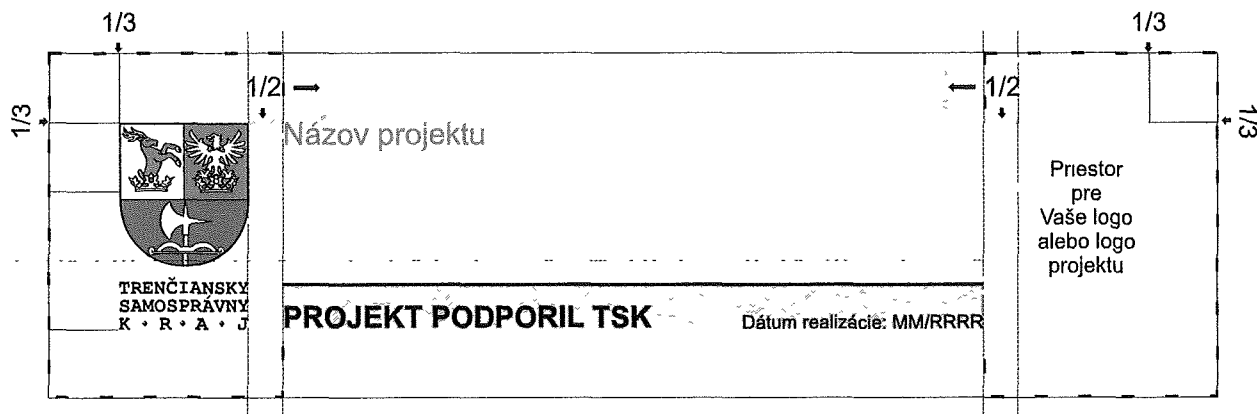 1/3
1/3
1/2
1/2
1/3
1/3
Názov projektu
Priestor
pre
Vaše logo
alebo logo
projektu
TRENČIANSKY
SAMOSPRÁVNY
K · R · A · J
PROJEKT PODPORIL TSK
Dátum realizácie: MM/RRRR